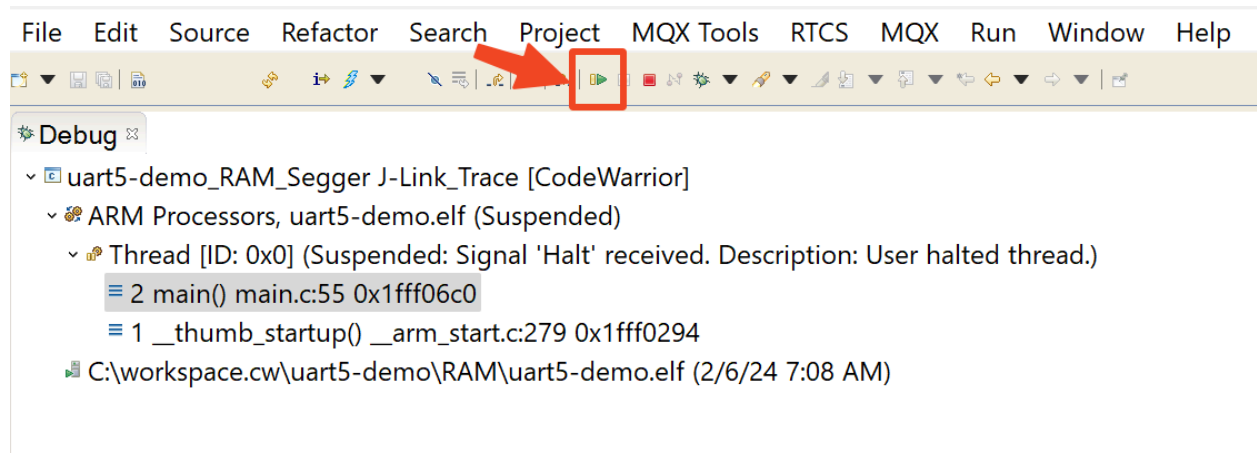 File Edit Source Refactor Search Project MQX Tools RTCS MQX Run Window Help
Debug
uart5-demo_RAM_Segger J-Link_Trace [CodeWarrior]
ARM Processors, uart5-demo.elf (Suspended)
Thread [ID: 0x0] (Suspended: Signal 'Halt' received. Description: User halted thread.)
2 main() main.c:55 0x1fff06c0
1 __thumb_startup() __arm_start.c:279 0x1fff0294
C:\workspace.cw\uart5-demo\RAM\uart5-demo.elf (2/6/24 7:08 AM)